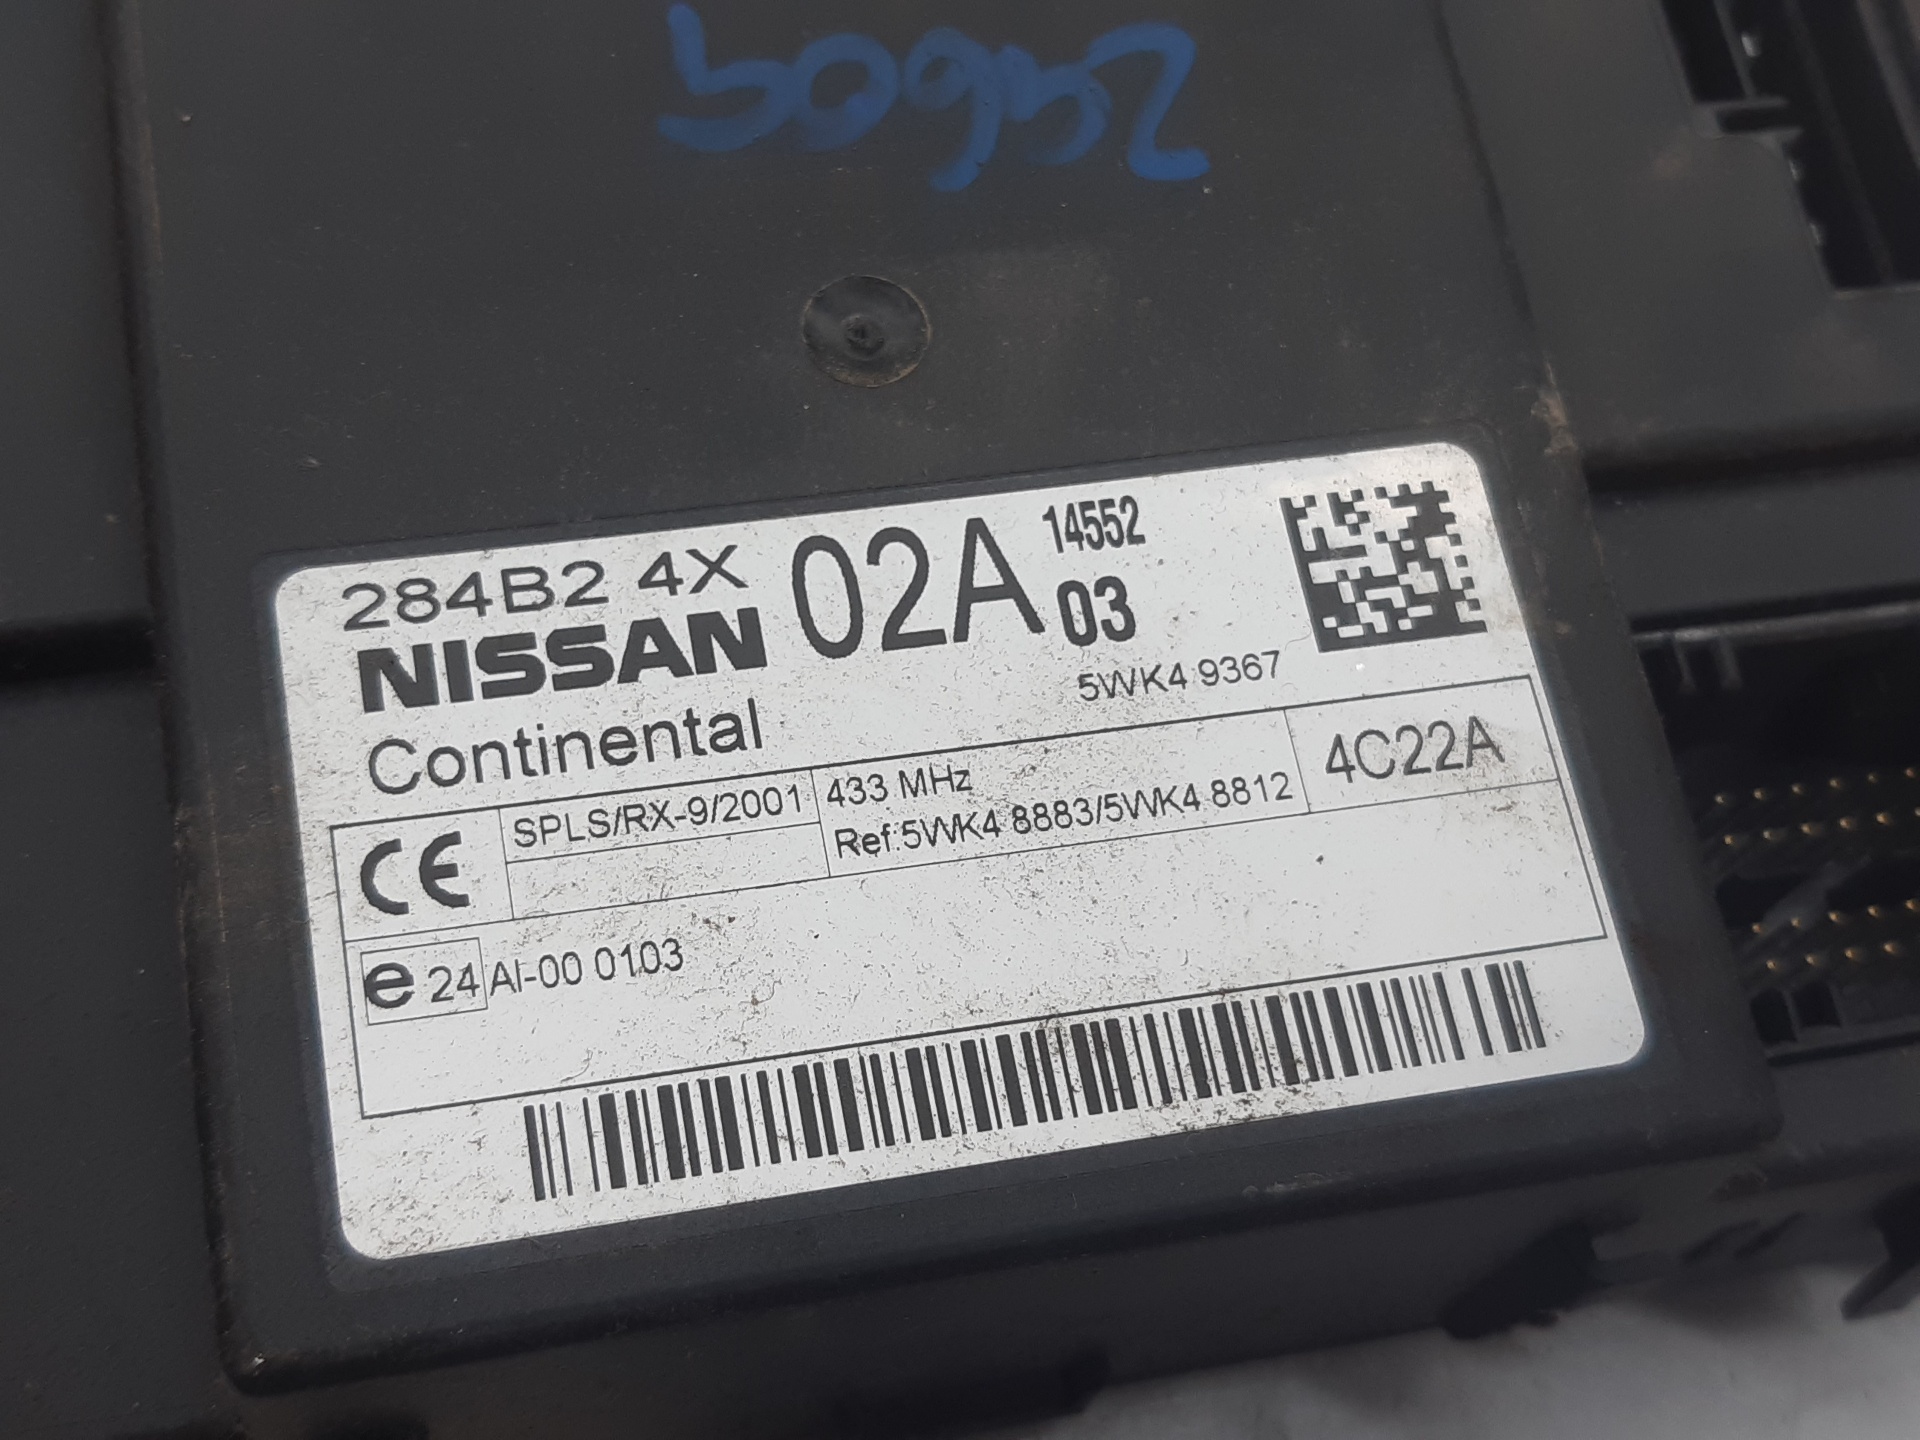 284B2 4X 02A 14552
NISSAN 03
Continental 5WK4 9367
SPLS/RX-9/2001 433 MHz 4C22A
CE Ref:5WK4 8883/5WK4 8812
e 24 AI-00 0103